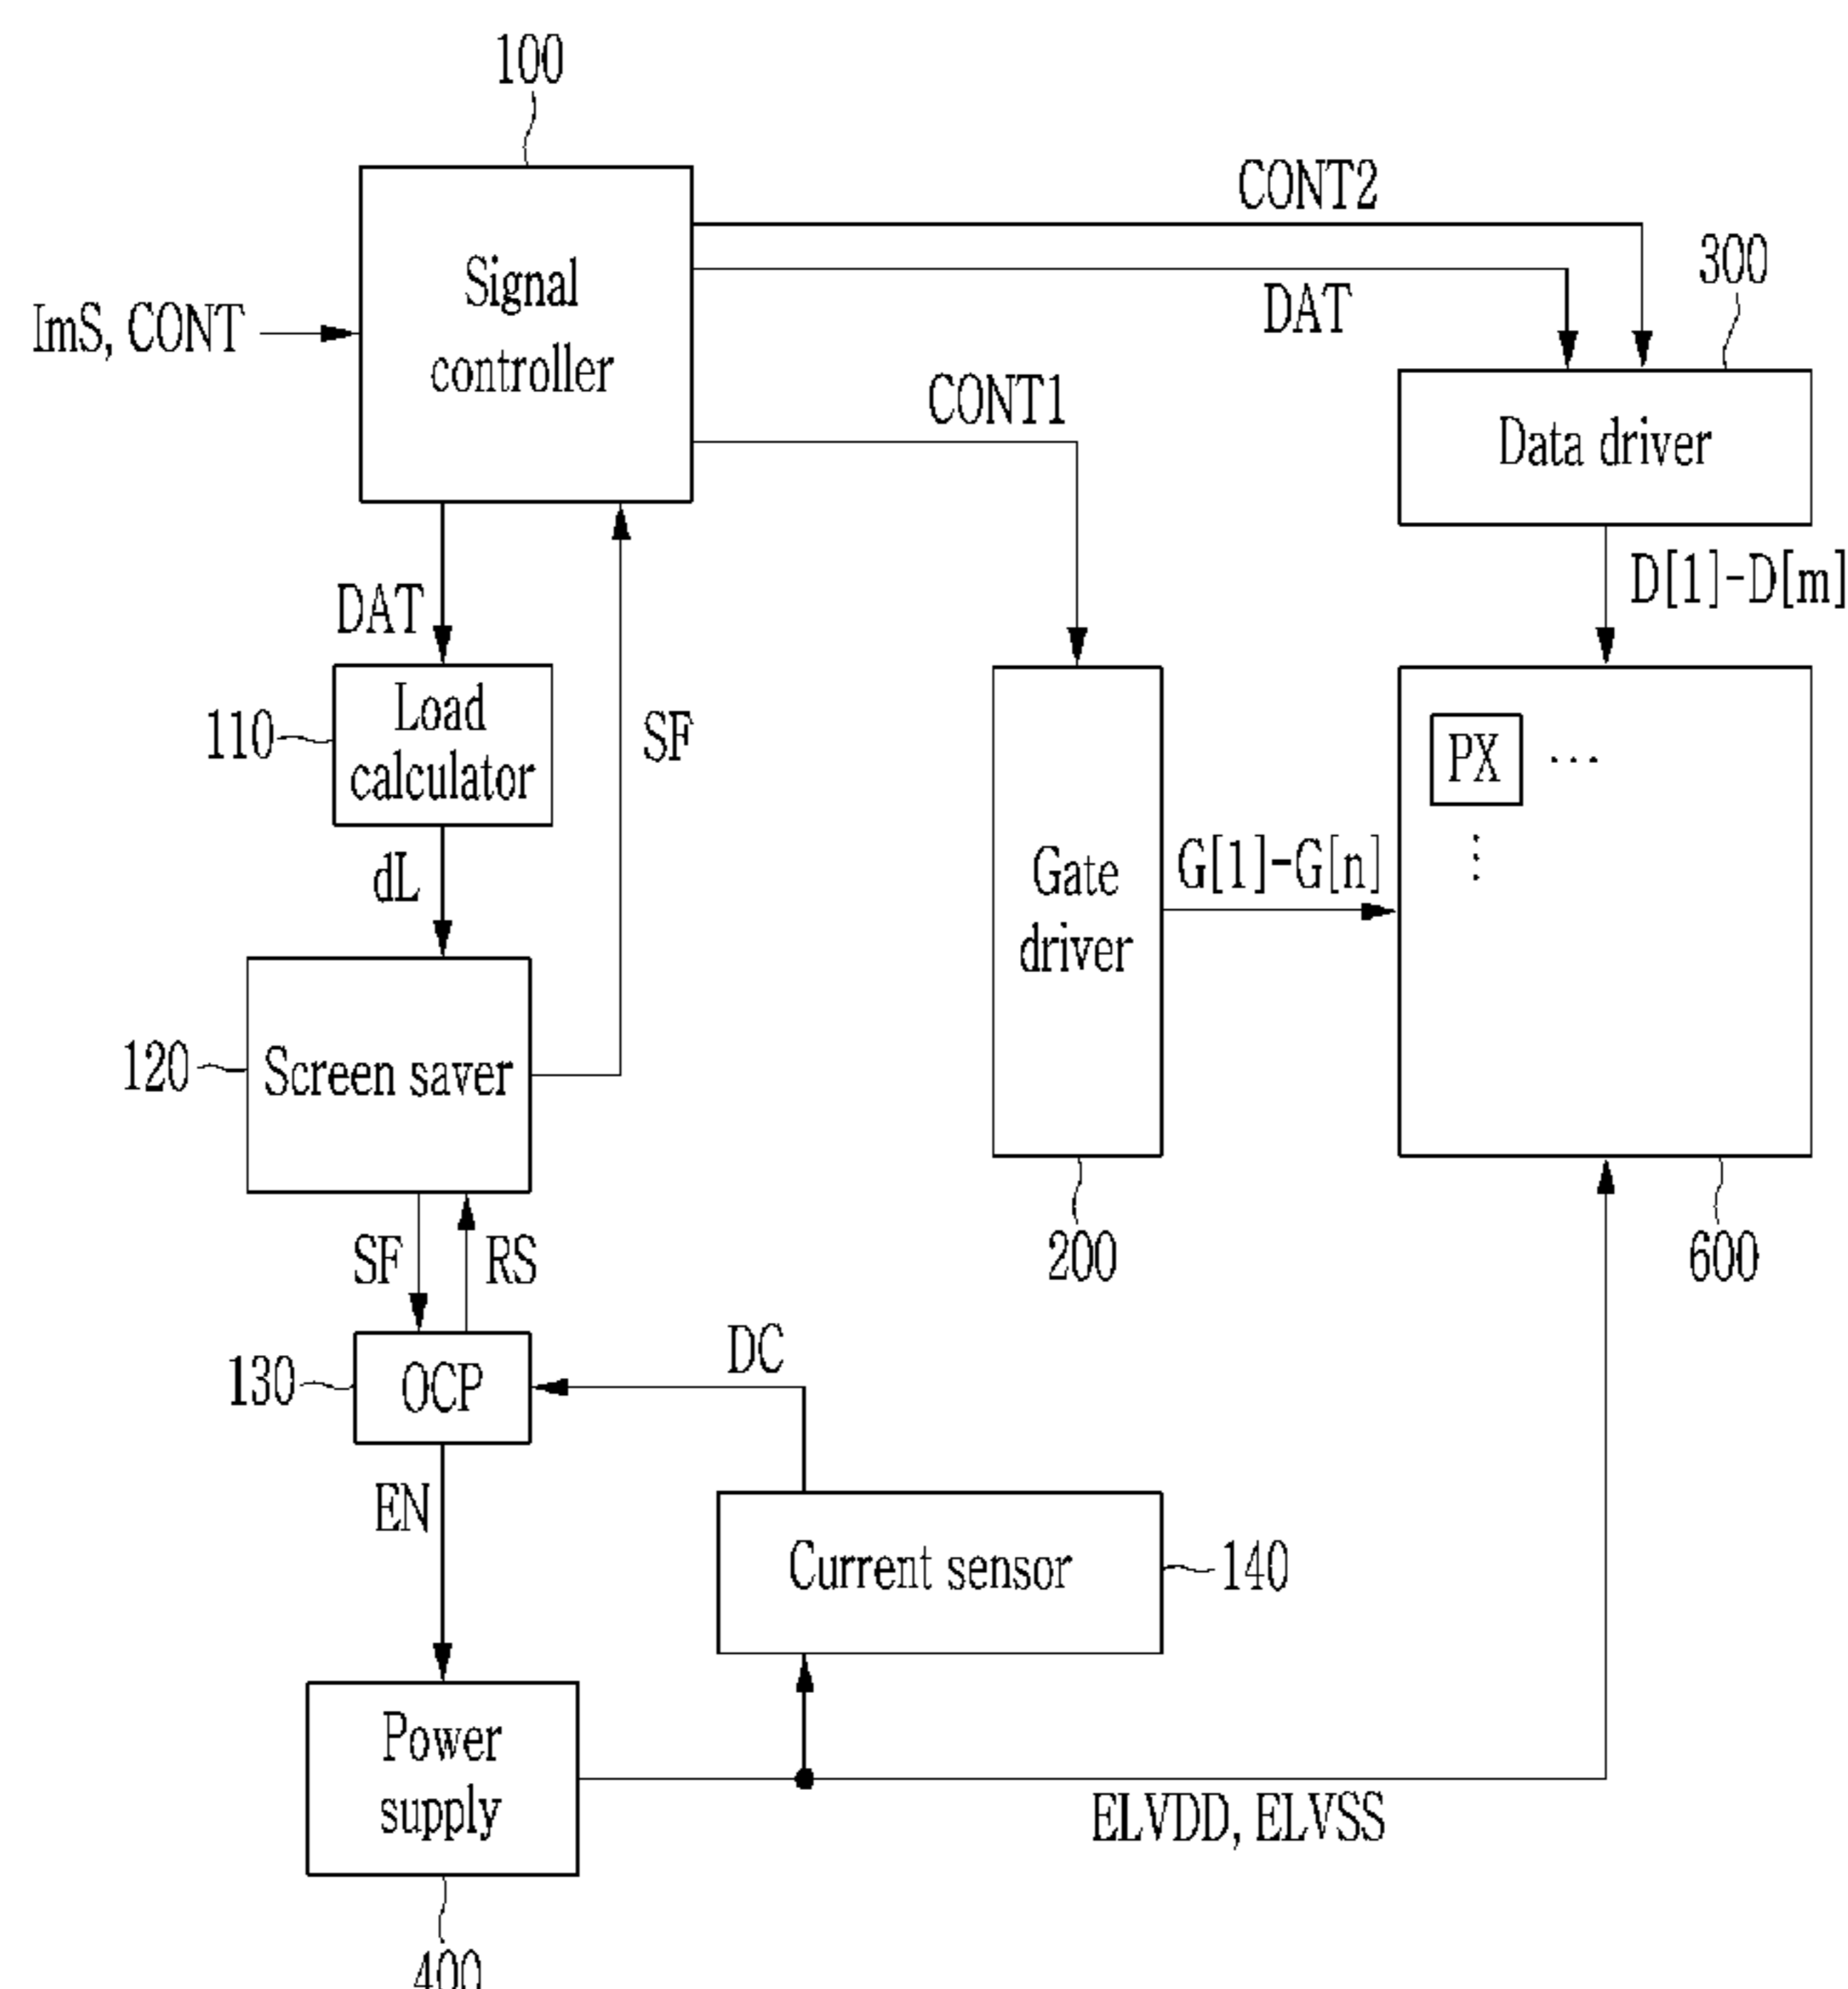 100
CONT2
Signal
controller
300
ImS, CONT
DAT
CONT1
Data driver
DAT
D[1]-D[m]
Load
calculator
110
SF
PX
...
dL
Gate
driver
G[1]-G[n]
120
Screen saver
SF
RS
200
600
DC
130
OCP
EN
Current sensor
140
Power
supply
ELVDD, ELVSS
400